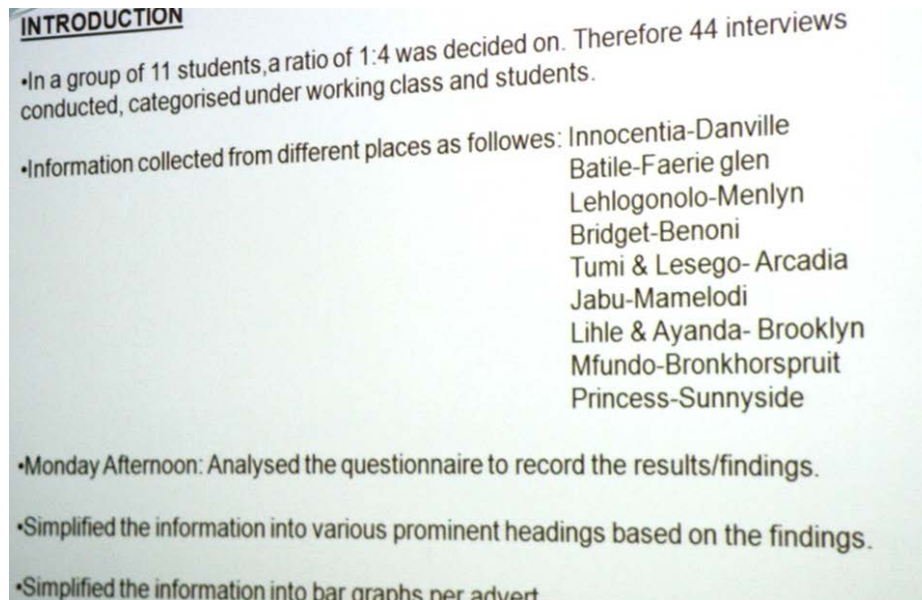 INTRODUCTION
•In a group of 11 students,a ratio of 1:4 was decided on. Therefore 44 interviews
conducted, categorised under working class and students.
•Information collected from different places as followes: Innocentia-Danville
Batile-Faerie glen
Lehlogonolo-Menlyn
Bridget-Benoni
Tumi & Lesego- Arcadia
Jabu-Mamelodi
Lihle & Ayanda- Brooklyn
Mfundo-Bronkhorspruit
Princess-Sunnyside
•Monday Afternoon: Analysed the questionnaire to record the results/findings.
•Simplified the information into various prominent headings based on the findings.
•Simplified the information into bar graphs per advert